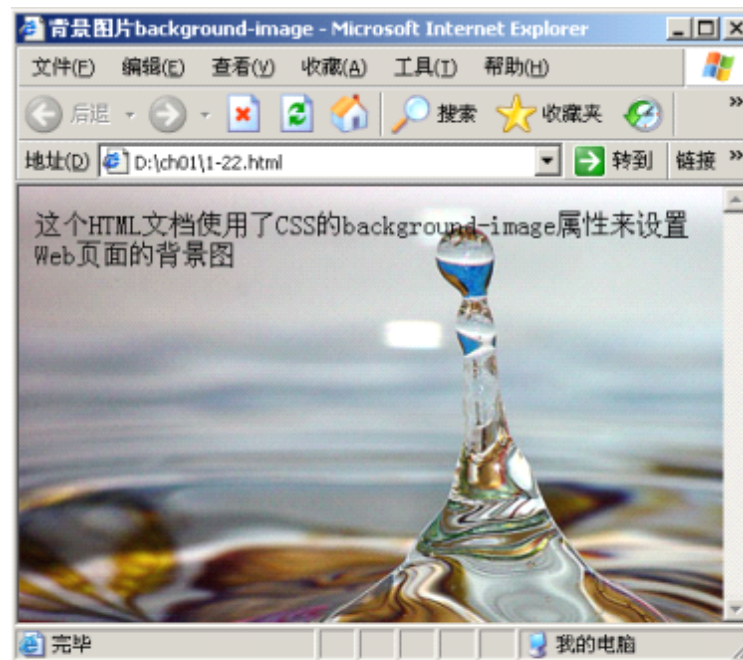 背景图片background-image - Microsoft Internet Explorer
文件(F) 编辑(E) 查看(V) 收藏(A) 工具(T) 帮助(H)
后退 搜索 收藏夹 »
地址(D) D:\ch01\1-22.html 转到 链接 »
这个HTML文档使用了CSS的background-image属性来设置
Web页面的背景图
完毕 我的电脑